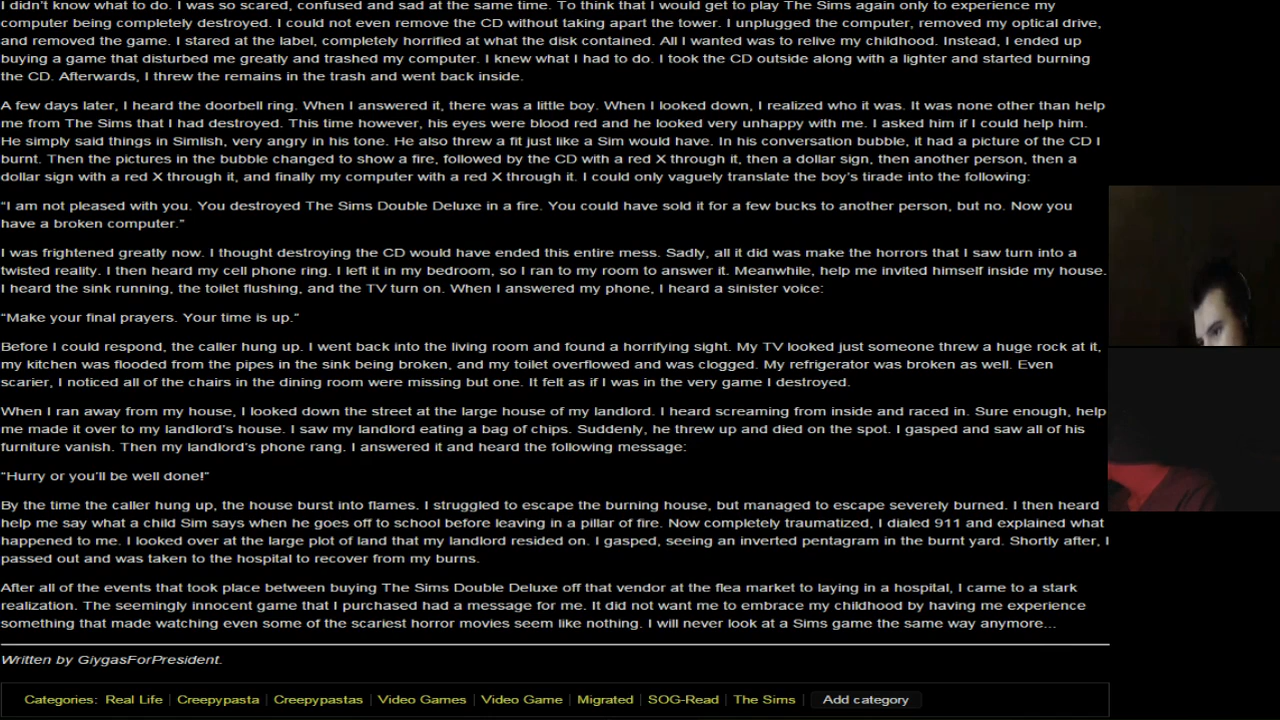 I didn't know what to do. I was so scared, confused and sad at the same time. To think that I would get to play The Sims again only to experience my
computer being completely destroyed. I could not even remove the CD without taking apart the tower. I unplugged the computer, removed my optical drive,
and removed the game. I stared at the label, completely horrified at what the disk contained. All I wanted was to relive my childhood. Instead, I ended up
buying a game that disturbed me greatly and trashed my computer. I knew what I had to do. I took the CD outside along with a lighter and started burning
the CD. Afterwards, I threw the remains in the trash and went back inside.
A few days later, I heard the doorbell ring. When I answered it, there was a little boy. When I looked down, I realized who it was. It was none other than help
me from The Sims that I had destroyed. This time however, his eyes were blood red and he looked very unhappy with me. I asked him if I could help him.
He simply said things in Simlish, very angry in his tone. He also threw a fit just like a Sim would have. In his conversation bubble, it had a picture of the CD I
burnt. Then the pictures in the bubble changed to show a fire, followed by the CD with a red X through it, then a dollar sign, then another person, then a
dollar sign with a red X through it, and finally my computer with a red X through it. I could only vaguely translate the boy's tirade into the following:
“I am not pleased with you. You destroyed The Sims Double Deluxe in a fire. You could have sold it for a few bucks to another person, but no. Now you
have a broken computer.”
I was frightened greatly now. I thought destroying the CD would have ended this entire mess. Sadly, all it did was make the horrors that I saw turn into a
twisted reality. I then heard my cell phone ring. I left it in my bedroom, so I ran to my room to answer it. Meanwhile, help me invited himself inside my house.
I heard the sink running, the toilet flushing, and the TV turn on. When I answered my phone, I heard a sinister voice:
“Make your final prayers. Your time is up.”
Before I could respond, the caller hung up. I went back into the living room and found a horrifying sight. My TV looked just someone threw a huge rock at it,
my kitchen was flooded from the pipes in the sink being broken, and my toilet overflowed and was clogged. My refrigerator was broken as well. Even
scarier, I noticed all of the chairs in the dining room were missing but one. It felt as if I was in the very game I destroyed.
When I ran away from my house, I looked down the street at the large house of my landlord. I heard screaming from inside and raced in. Sure enough, help
me made it over to my landlord's house. I saw my landlord eating a bag of chips. Suddenly, he threw up and died on the spot. I gasped and saw all of his
furniture vanish. Then my landlord's phone rang. I answered it and heard the following message:
“Hurry or you'll be well done!”
By the time the caller hung up, the house burst into flames. I struggled to escape the burning house, but managed to escape severely burned. I then heard
help me say what a child Sim says when he goes off to school before leaving in a pillar of fire. Now completely traumatized, I dialed 911 and explained what
happened to me. I looked over at the large plot of land that my landlord resided on. I gasped, seeing an inverted pentagram in the burnt yard. Shortly after, I
passed out and was taken to the hospital to recover from my burns.
After all of the events that took place between buying The Sims Double Deluxe off that vendor at the flea market to laying in a hospital, I came to a stark
realization. The seemingly innocent game that I purchased had a message for me. It did not want me to embrace my childhood by having me experience
something that made watching even some of the scariest horror movies seem like nothing. I will never look at a Sims game the same way anymore...
Written by GiygasForPresident.
Categories: Real Life | Creepypasta | Creepypastas | Video Games | Video Game | Migrated | SOG-Read | The Sims | Add category